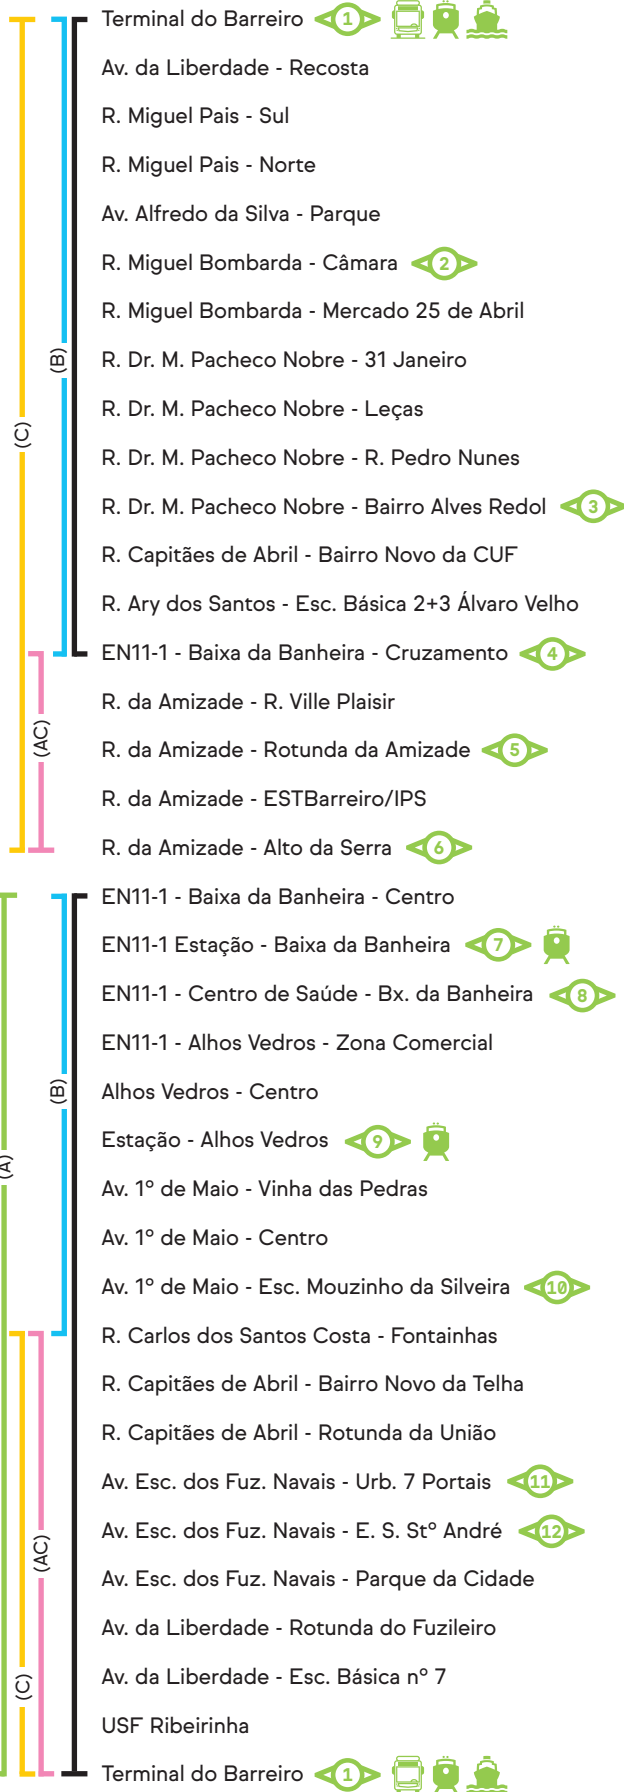 Terminal do Barreiro 1
Av. da Liberdade - Recosta
R. Miguel Pais - Sul
R. Miguel Pais - Norte
Av. Alfredo da Silva - Parque
R. Miguel Bombarda - Câmara 2
R. Miguel Bombarda - Mercado 25 de Abril
(B)
R. Dr. M. Pacheco Nobre - 31 Janeiro
R. Dr. M. Pacheco Nobre - Leças
(C)
R. Dr. M. Pacheco Nobre - R. Pedro Nunes
R. Dr. M. Pacheco Nobre - Bairro Alves Redol 3
R. Capitães de Abril - Bairro Novo da CUF
R. Ary dos Santos - Esc. Básica 2+3 Álvaro Velho
EN11-1 - Baixa da Banheira - Cruzamento 4
R. da Amizade - R. Ville Plaisir
(AC)
R. da Amizade - Rotunda da Amizade 5
R. da Amizade - ESTBarreiro/IPS
R. da Amizade - Alto da Serra 6
EN11-1 - Baixa da Banheira - Centro
EN11-1 Estação - Baixa da Banheira 7
EN11-1 - Centro de Saúde - Bx. da Banheira 8
EN11-1 - Alhos Vedros - Zona Comercial
(B)
Alhos Vedros - Centro
Estação - Alhos Vedros 9
(A)
Av. 1º de Maio - Vinha das Pedras
Av. 1º de Maio - Centro
Av. 1º de Maio - Esc. Mouzinho da Silveira 10
R. Carlos dos Santos Costa - Fontainhas
R. Capitães de Abril - Bairro Novo da Telha
R. Capitães de Abril - Rotunda da União
Av. Esc. dos Fuz. Navais - Urb. 7 Portais 11
Av. Esc. dos Fuz. Navais - E. S. Stº André 12
(AC)
Av. Esc. dos Fuz. Navais - Parque da Cidade
Av. da Liberdade - Rotunda do Fuzileiro
Av. da Liberdade - Esc. Básica nº 7
(C)
USF Ribeirinha
Terminal do Barreiro 1